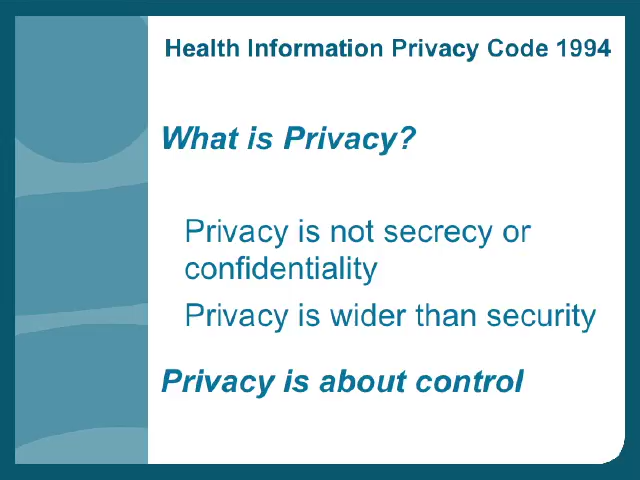 Health Information Privacy Code 1994
What is Privacy?
Privacy is not secrecy or
confidentiality
Privacy is wider than security
Privacy is about control